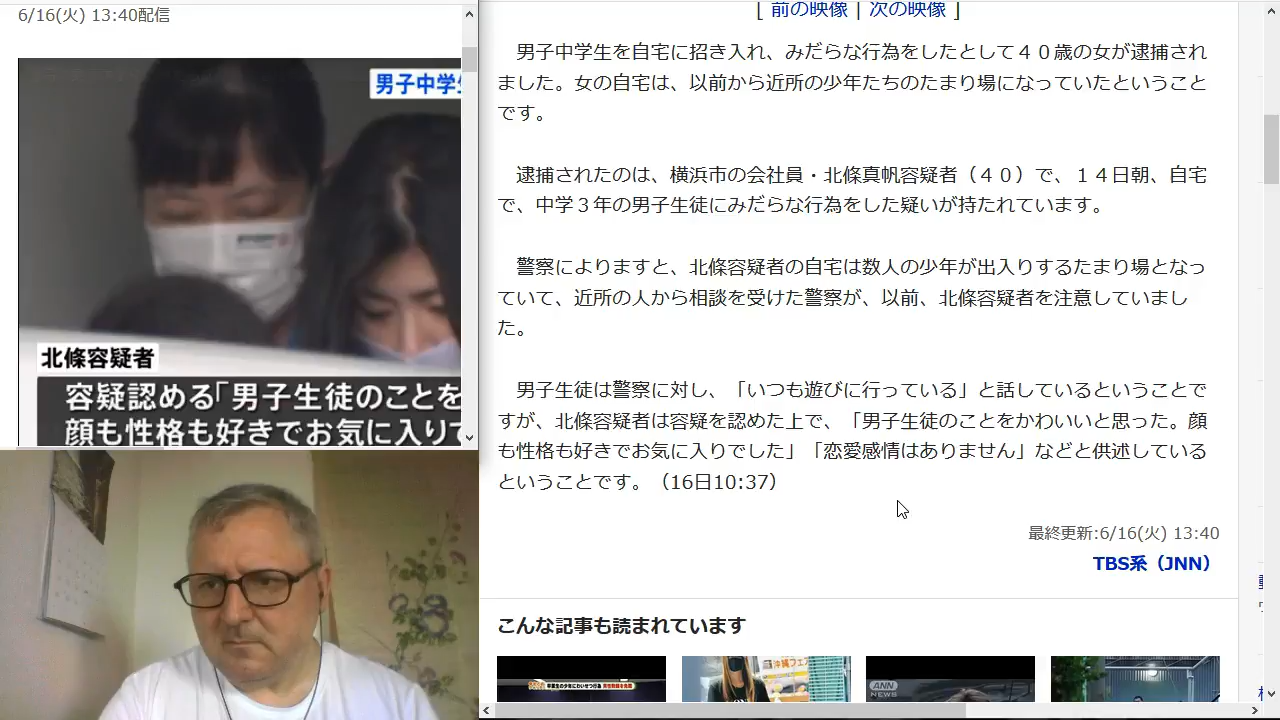 6/16(火) 13:40配信
男子中学
北條容疑者
容疑認める「男子生徒のことを
顔も性格も好きでお気に入りで
[ 前の映像 | 次の映像 ]
男子中学生を自宅に招き入れ、みだらな行為をしたとして４０歳の女が逮捕され
ました。女の自宅は、以前から近所の少年たちのたまり場になっていたということ
です。
逮捕されたのは、横浜市の会社員・北條真帆容疑者（４０）で、１４日朝、自宅
で、中学３年の男子生徒にみだらな行為をした疑いが持たれています。
警察によりますと、北條容疑者の自宅は数人の少年が出入りするたまり場となっ
ていて、近所の人から相談を受けた警察が、以前、北條容疑者を注意していまし
た。
男子生徒は警察に対し、「いつも遊びに行っている」と話しているということで
すが、北條容疑者は容疑を認めた上で、「男子生徒のことをかわいいと思った。顔
も性格も好きでお気に入りでした」「恋愛感情はありません」などと供述している
ということです。（16日10:37）
最終更新:6/16(火) 13:40
TBS系（JNN）
こんな記事も読まれています
沖縄フェ
ANN
NEWS